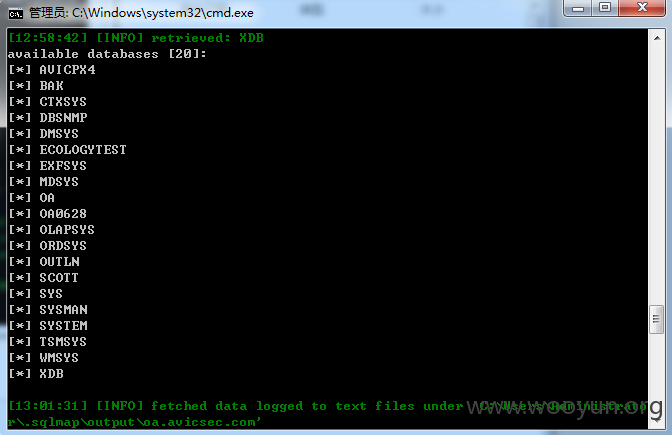 管理员: C:\Windows\system32\cmd.exe
[12:58:42] [INFO] retrieved: XDB
available databases [20]:
[*] AVICPX4
[*] BAK
[*] CTXSYS
[*] DBSNMP
[*] DMSYS
[*] ECOLOGYTEST
[*] EXFSYS
[*] MDSYS
[*] OA
[*] OA0628
[*] OLAPSYS
[*] ORDSYS
[*] OUTLN
[*] SCOTT
[*] SYS
[*] SYSMAN
[*] SYSTEM
[*] TSMSYS
[*] WMSYS
[*] XDB
[13:01:31] [INFO] fetched data logged to text files under 'C:\Users\Administrato
r\.sqlmap\output\oa.avicsec.com'
www.wooyun.org